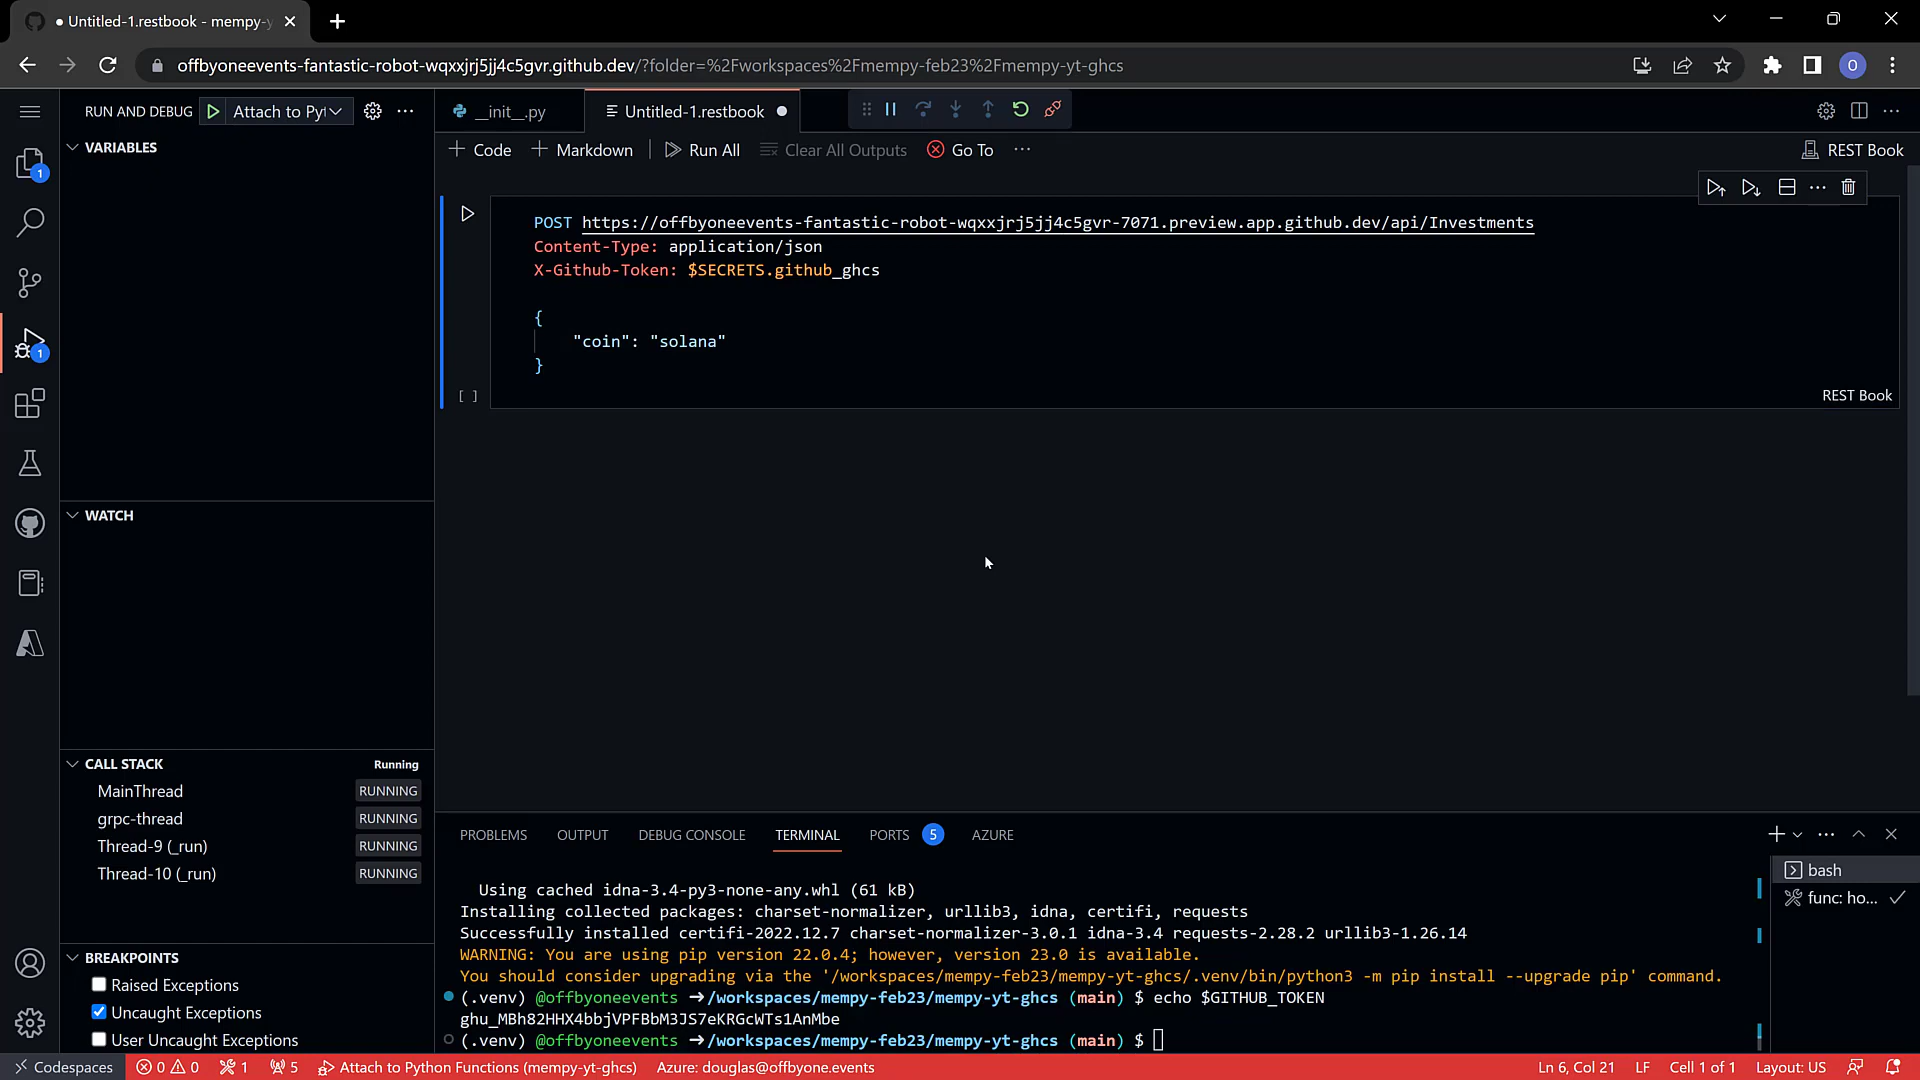 Untitled-1.restbook - mempy-y
offbyoneevents-fantastic-robot-wqxxjrj5jj4c5gvr.github.dev/?folder=%2Fworkspaces%2Fmempy-feb23%2Fmempy-yt-ghcs
O
RUN AND DEBUG
Attach to Pyt
__init__.py
Untitled-1.restbook
VARIABLES
Code
Markdown
Run All
Clear All Outputs
Go To
REST Book
1
POST https://offbyoneevents-fantastic-robot-wqxxjrj5jj4c5gvr-7071.preview.app.github.dev/api/Investments
Content-Type: application/json
X-Github-Token: $SECRETS.github_ghcs
{
"coin": "solana"
}
[ ]
REST Book
1
WATCH
CALL STACK
Running
MainThread
RUNNING
grpc-thread
RUNNING
Thread-9 (_run)
RUNNING
Thread-10 (_run)
RUNNING
BREAKPOINTS
Raised Exceptions
Uncaught Exceptions
User Uncaught Exceptions
PROBLEMS
OUTPUT
DEBUG CONSOLE
TERMINAL
PORTS
5
AZURE
bash
func: ho...
Using cached idna-3.4-py3-none-any.whl (61 kB)
Installing collected packages: charset-normalizer, urllib3, idna, certifi, requests
Successfully installed certifi-2022.12.7 charset-normalizer-3.0.1 idna-3.4 requests-2.28.2 urllib3-1.26.14
WARNING: You are using pip version 22.0.4; however, version 23.0 is available.
You should consider upgrading via the '/workspaces/mempy-feb23/mempy-yt-ghcs/.venv/bin/python3 -m pip install --upgrade pip' command.
(.venv) @offbyoneevents ➜/workspaces/mempy-feb23/mempy-yt-ghcs (main) $ echo $GITHUB_TOKEN
ghu_MBh82HHX4bbjVPFBbM3JS7eKRGcWTs1AnMbe
(.venv) @offbyoneevents ➜/workspaces/mempy-feb23/mempy-yt-ghcs (main) $
Codespaces
0
0
1
5
Attach to Python Functions (mempy-yt-ghcs)
Azure: douglas@offbyone.events
Ln 6, Col 21
LF
Cell 1 of 1
Layout: US